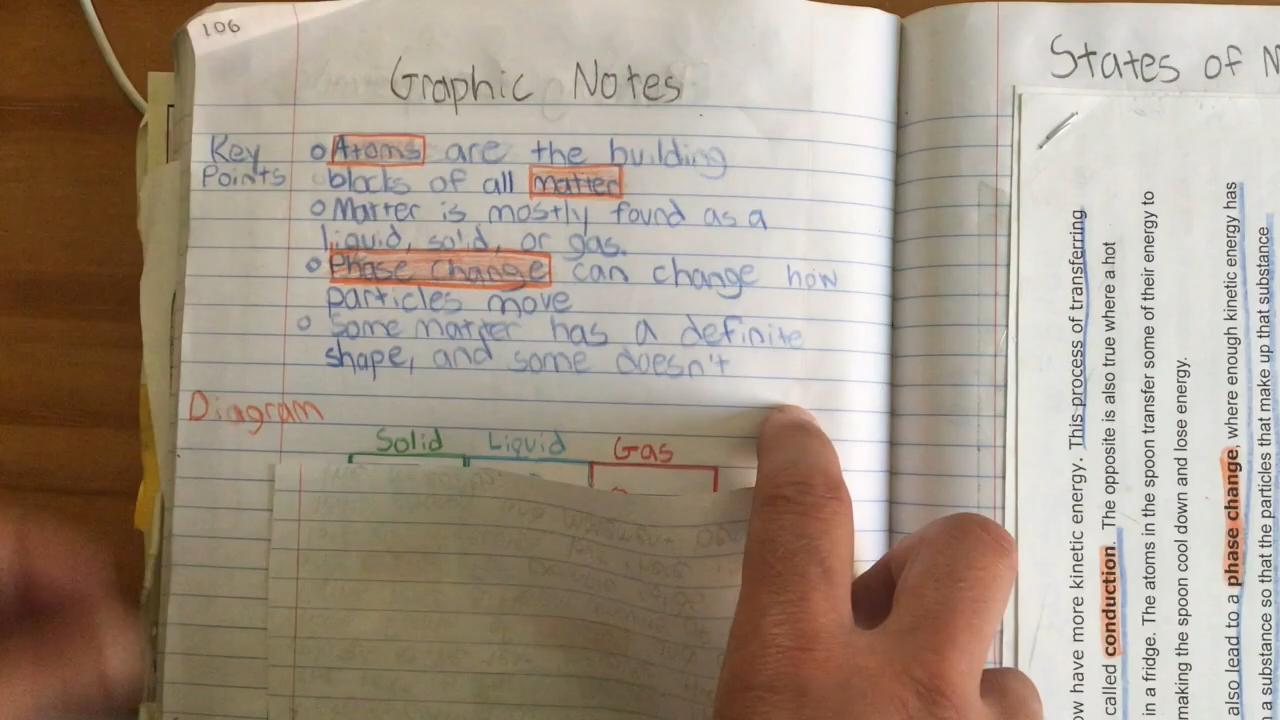 106
Graphic Notes
Key Points
o Atoms are the building
blocks of all matter
o Matter is mostly found as a
liquid, solid, or gas.
o Phase change can change how
particles move
o Some matter has a definite
shape, and some doesn't
Diagram
Solid Liquid Gas
States of M
ow have more kinetic energy. This process of transferring
called conduction. The opposite is also true where a hot
in a fridge. The atoms in the spoon transfer some of their energy to
making the spoon cool down and lose energy.
also lead to a phase change, where enough kinetic energy has
a substance so that the particles that make up that substance